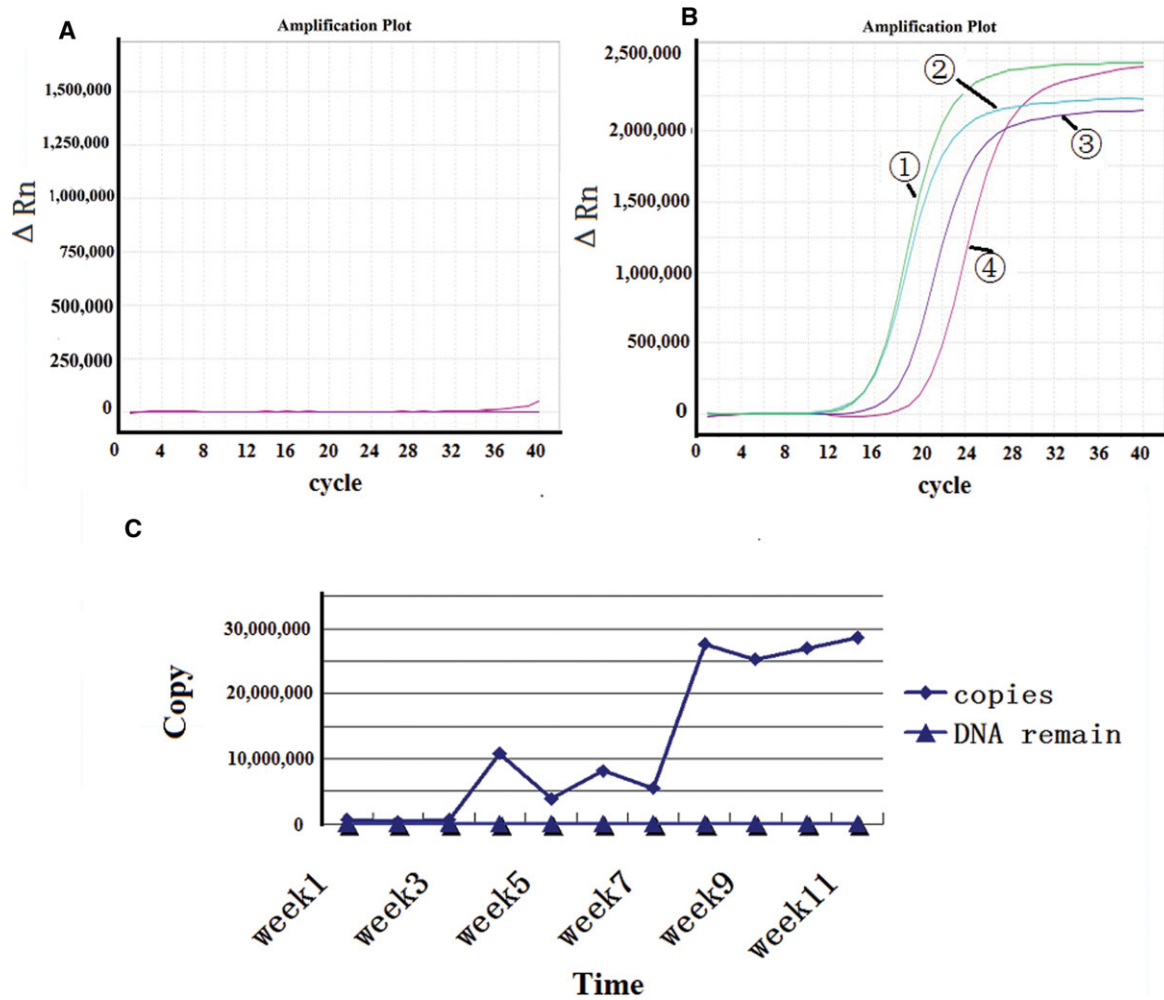 A
Amplification Plot
1,500,000
1,250,000
1,000,000
750,000
500,000
250,000
0
Δ Rn
0 4 8 12 16 20 24 28 32 36 40
cycle
B
Amplification Plot
2,500,000
2,000,000
1,500,000
1,000,000
500,000
0
Δ Rn
①
②
③
④
0 4 8 12 16 20 24 28 32 36 40
cycle
C
30,000,000
20,000,000
10,000,000
0
Copy
copies
DNA remain
week1 week3 week5 week7 week9 week11
Time